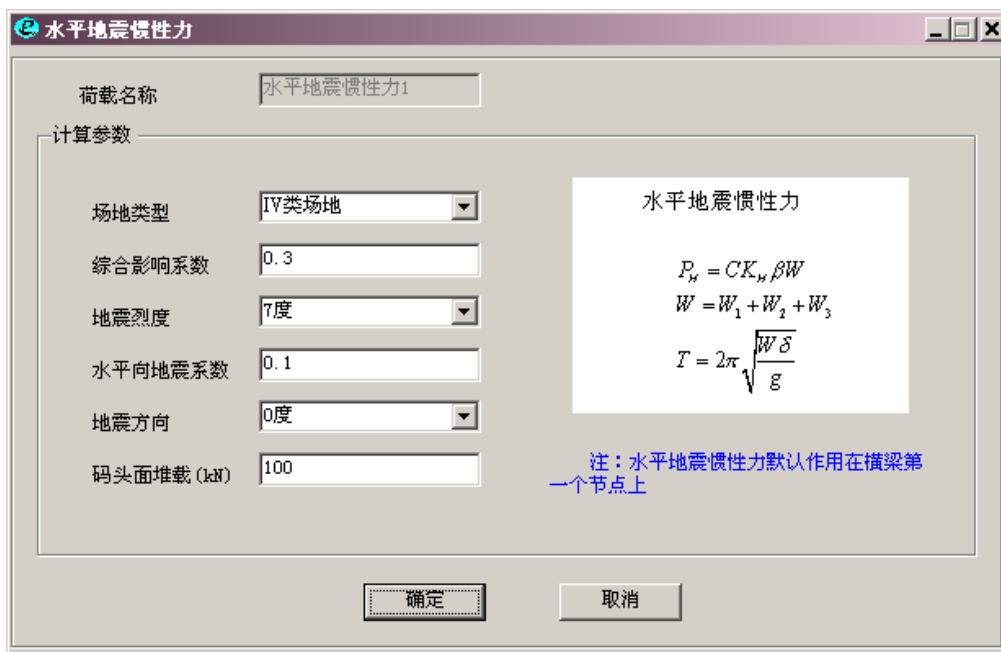 水平地震惯性力
荷载名称 水平地震惯性力1
计算参数
场地类型 IV类场地
综合影响系数 0.3
地震烈度 7度
水平向地震系数 0.1
地震方向 0度
码头面堆载(kN) 100
水平地震惯性力
P_H = CK_H βW
W = W₁ + W₂ + W₃
T = 2π√(Wδ/g)
注：水平地震惯性力默认作用在横梁第
一个节点上
确定 取消